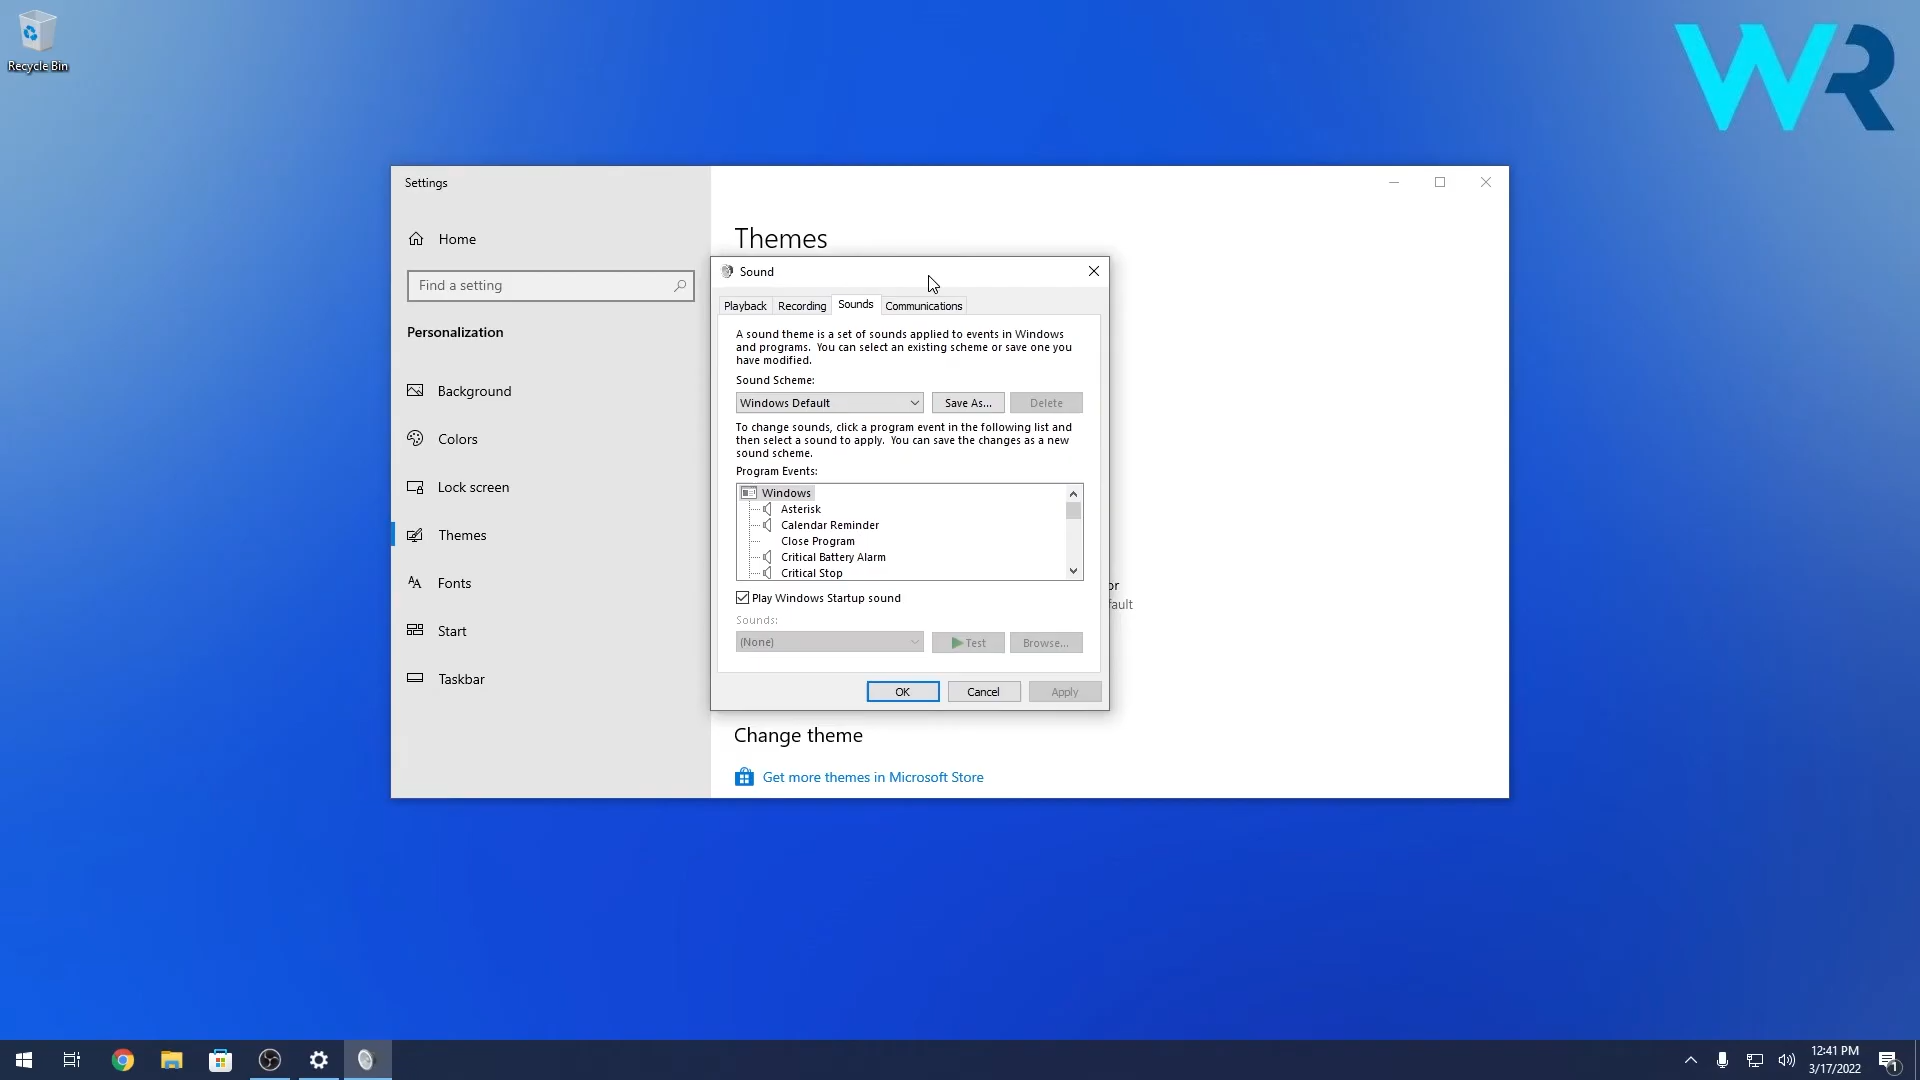 Recycle Bin
WR
Settings
Home
Find a setting
Personalization
Background
Colors
Lock screen
Themes
Fonts
Start
Taskbar
Themes
Sound
Playback Recording Sounds Communications
A sound theme is a set of sounds applied to events in Windows
and programs. You can select an existing scheme or save one you
have modified.
Sound Scheme:
Windows Default Save As... Delete
To change sounds, click a program event in the following list and
then select a sound to apply. You can save the changes as a new
sound scheme.
Program Events:
Windows
Asterisk
Calendar Reminder
Close Program
Critical Battery Alarm
Critical Stop
Play Windows Startup sound
Sounds:
(None) Test Browse...
OK Cancel Apply
or
fault
Change theme
Get more themes in Microsoft Store
12:41 PM
3/17/2022
1